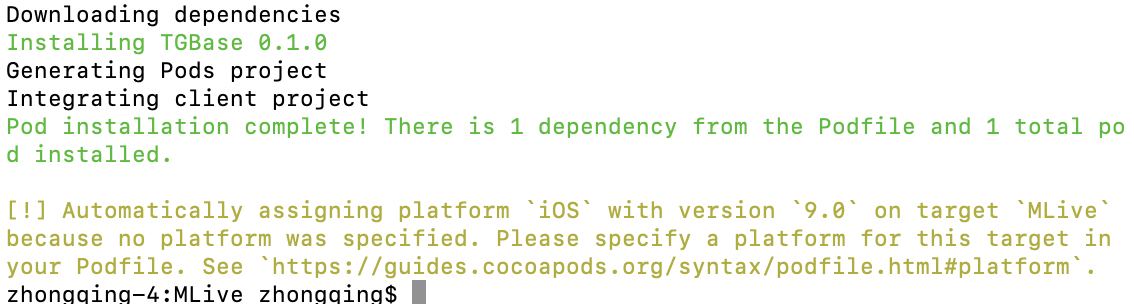 Downloading dependencies
Installing TGBase 0.1.0
Generating Pods project
Integrating client project
Pod installation complete! There is 1 dependency from the Podfile and 1 total po
d installed.
[!] Automatically assigning platform `iOS` with version `9.0` on target `MLive`
because no platform was specified. Please specify a platform for this target in
your Podfile. See `https://guides.cocoapods.org/syntax/podfile.html#platform`.
zhongqing-4:MLive zhongqing$